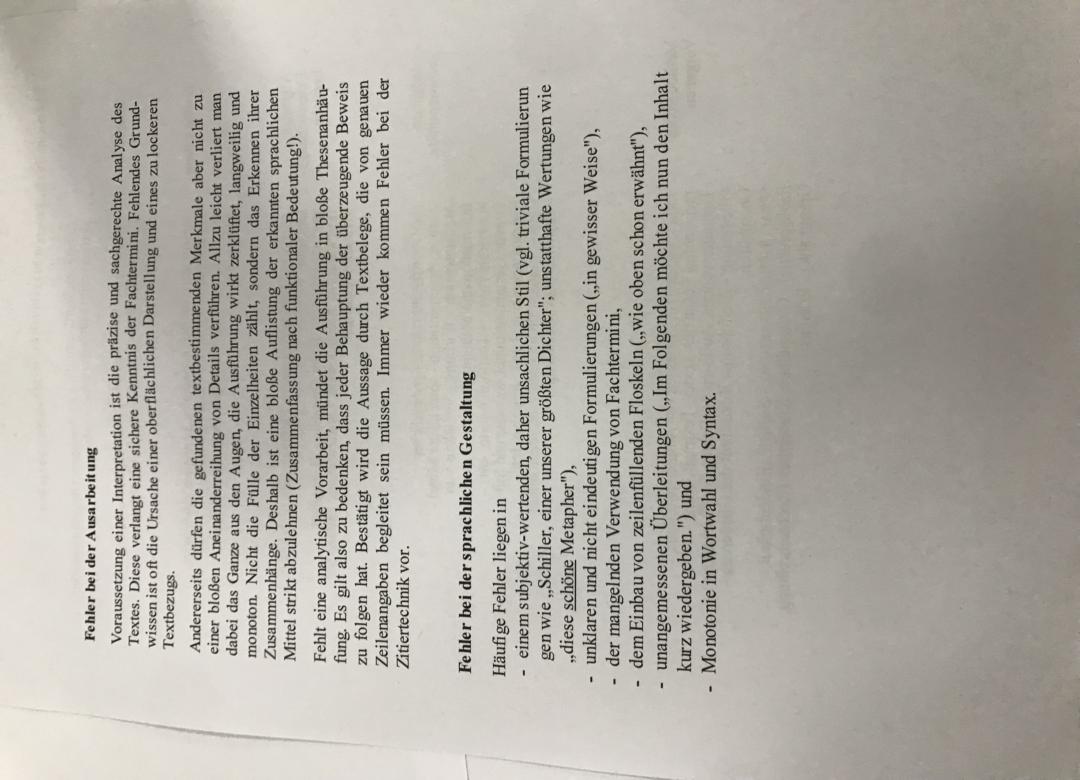 Fehler bei der Ausarbeitung
Voraussetzung einer Interpretation ist die präzise und sachgerechte Analyse des
Textes. Diese verlangt eine sichere Kenntnis der Fachtermini. Fehlendes Grund-
wissen ist oft die Ursache einer oberflächlichen Darstellung und eines zu lockeren
Textbezugs.
Andererseits dürfen die gefundenen textbestimmenden Merkmale aber nicht zu
einer bloßen Aneinanderreihung von Details verführen. Allzu leicht verliert man
dabei das Ganze aus den Augen, die Ausführung wirkt zerklüftet, langweilig und
monoton. Nicht die Fülle der Einzelheiten zählt, sondern das Erkennen ihrer
Zusammenhänge. Deshalb ist eine bloße Auflistung der erkannten sprachlichen
Mittel strikt abzulehnen (Zusammenfassung nach funktionaler Bedeutung!).
Fehlt eine analytische Vorarbeit, mündet die Ausführung in bloße Thesenanhäu-
fung. Es gilt also zu bedenken, dass jeder Behauptung der überzeugende Beweis
zu folgen hat. Bestätigt wird die Aussage durch Textbelege, die von genauen
Zeilenangaben begleitet sein müssen. Immer wieder kommen Fehler bei der
Zitiertechnik vor.
Fehler bei der sprachlichen Gestaltung
Häufige Fehler liegen in
- einem subjektiv-wertenden, daher unsachlichen Stil (vgl. triviale Formulierun
gen wie „Schiller, einer unserer größten Dichter"; unstatthafte Wertungen wie
„diese schöne Metapher"),
- unklaren und nicht eindeutigen Formulierungen („in gewisser Weise"),
- der mangelnden Verwendung von Fachtermini,
- dem Einbau von zeilenfüllenden Floskeln („wie oben schon erwähnt"),
- unangemessenen Überleitungen („Im Folgenden möchte ich nun den Inhalt
kurz wiedergeben.") und
- Monotonie in Wortwahl und Syntax.